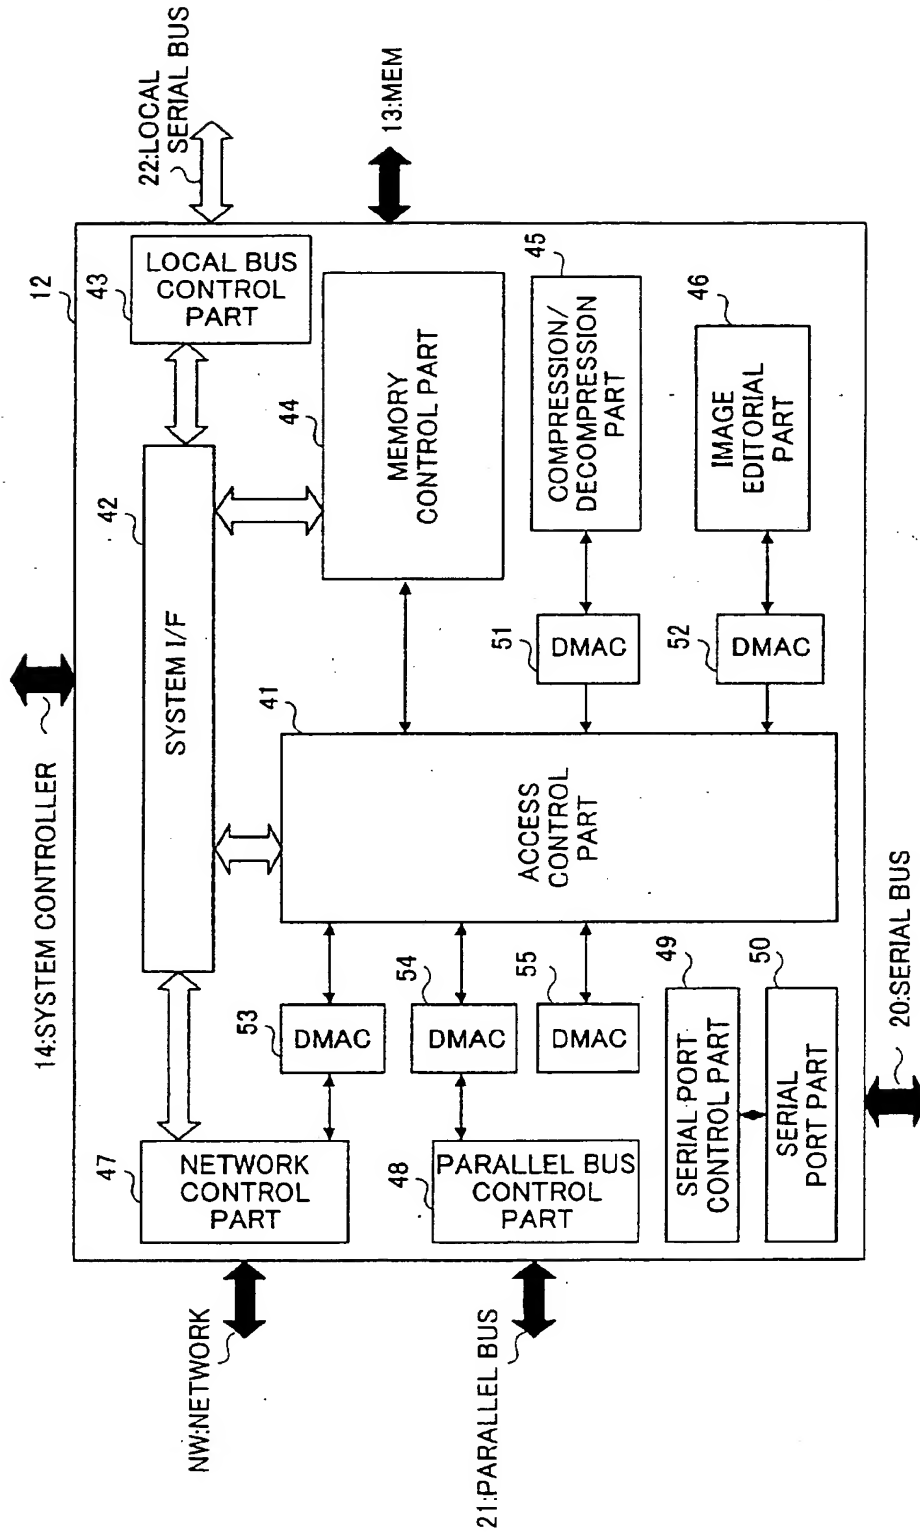 14:SYSTEM CONTROLLER
12
22:LOCAL
SERIAL BUS
42
SYSTEM I/F
43
LOCAL BUS
CONTROL
PART
13:MEM
44
MEMORY
CONTROL PART
47
NETWORK
CONTROL
PART
NW:NETWORK
53
DMAC
41
ACCESS
CONTROL
PART
54
DMAC
48
PARALLEL BUS
CONTROL
PART
21:PARALLEL BUS
55
DMAC
51
DMAC
45
COMPRESSION/
DECOMPRESSION
PART
52
DMAC
46
IMAGE
EDITORIAL
PART
49
SERIAL PORT
CONTROL PART
50
SERIAL
PORT PART
20:SERIAL BUS